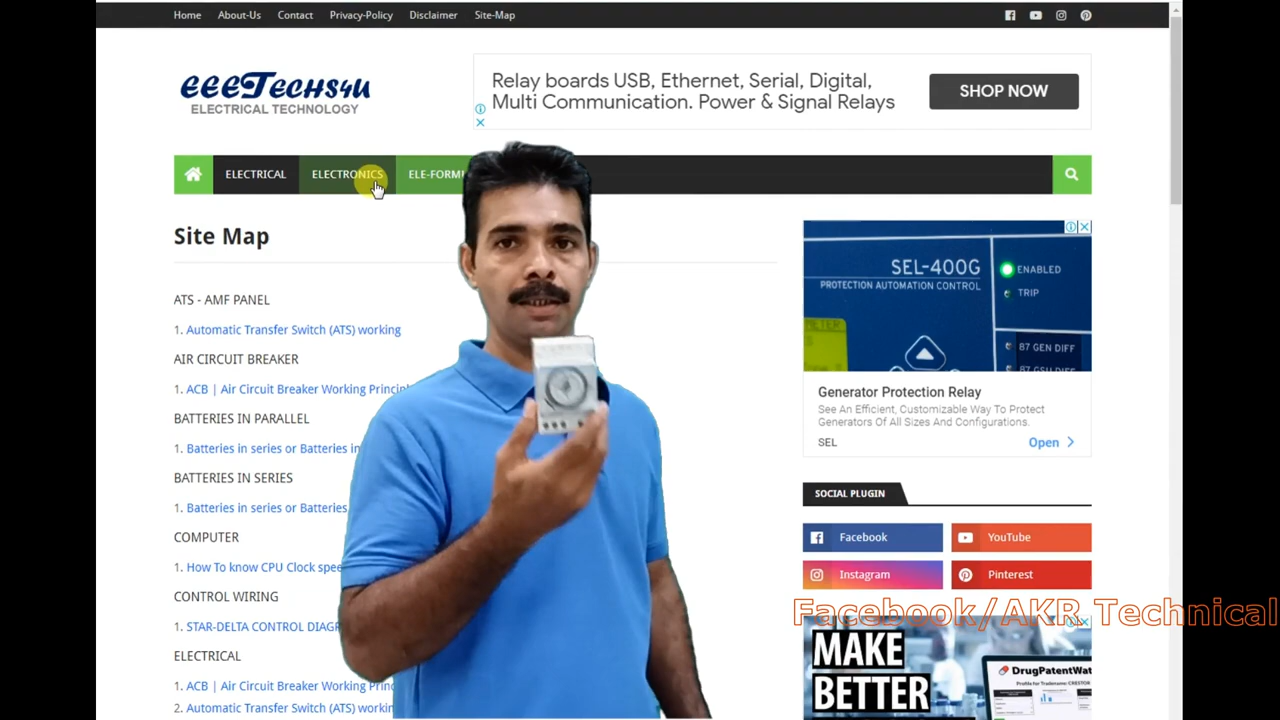 Home About-Us Contact Privacy-Policy Disclaimer Site-Map
EEETECHS4U
ELECTRICAL TECHNOLOGY
Relay boards USB, Ethernet, Serial, Digital,
Multi Communication. Power & Signal Relays
SHOP NOW
ELECTRICAL ELECTRONICS ELE-FORMU
Site Map
ATS - AMF PANEL
1. Automatic Transfer Switch (ATS) working
AIR CIRCUIT BREAKER
1. ACB | Air Circuit Breaker Working Princip
BATTERIES IN PARALLEL
1. Batteries in series or Batteries in
BATTERIES IN SERIES
1. Batteries in series or Batteries
COMPUTER
1. How To know CPU Clock spee
CONTROL WIRING
1. STAR-DELTA CONTROL DIAGR
ELECTRICAL
1. ACB | Air Circuit Breaker Working Princ
2. Automatic Transfer Switch (ATS) workin
SEL-400G
PROTECTION AUTOMATION CONTROL
ENABLED
TRIP
87 GEN DIFF
87 GSU DIFF
Generator Protection Relay
See An Efficient, Customizable Way To Protect
Generators Of All Sizes And Configurations.
SEL Open
SOCIAL PLUGIN
Facebook YouTube
Instagram Pinterest
Facebook/AKR Technical
MAKE
BETTER
DrugPatentWat